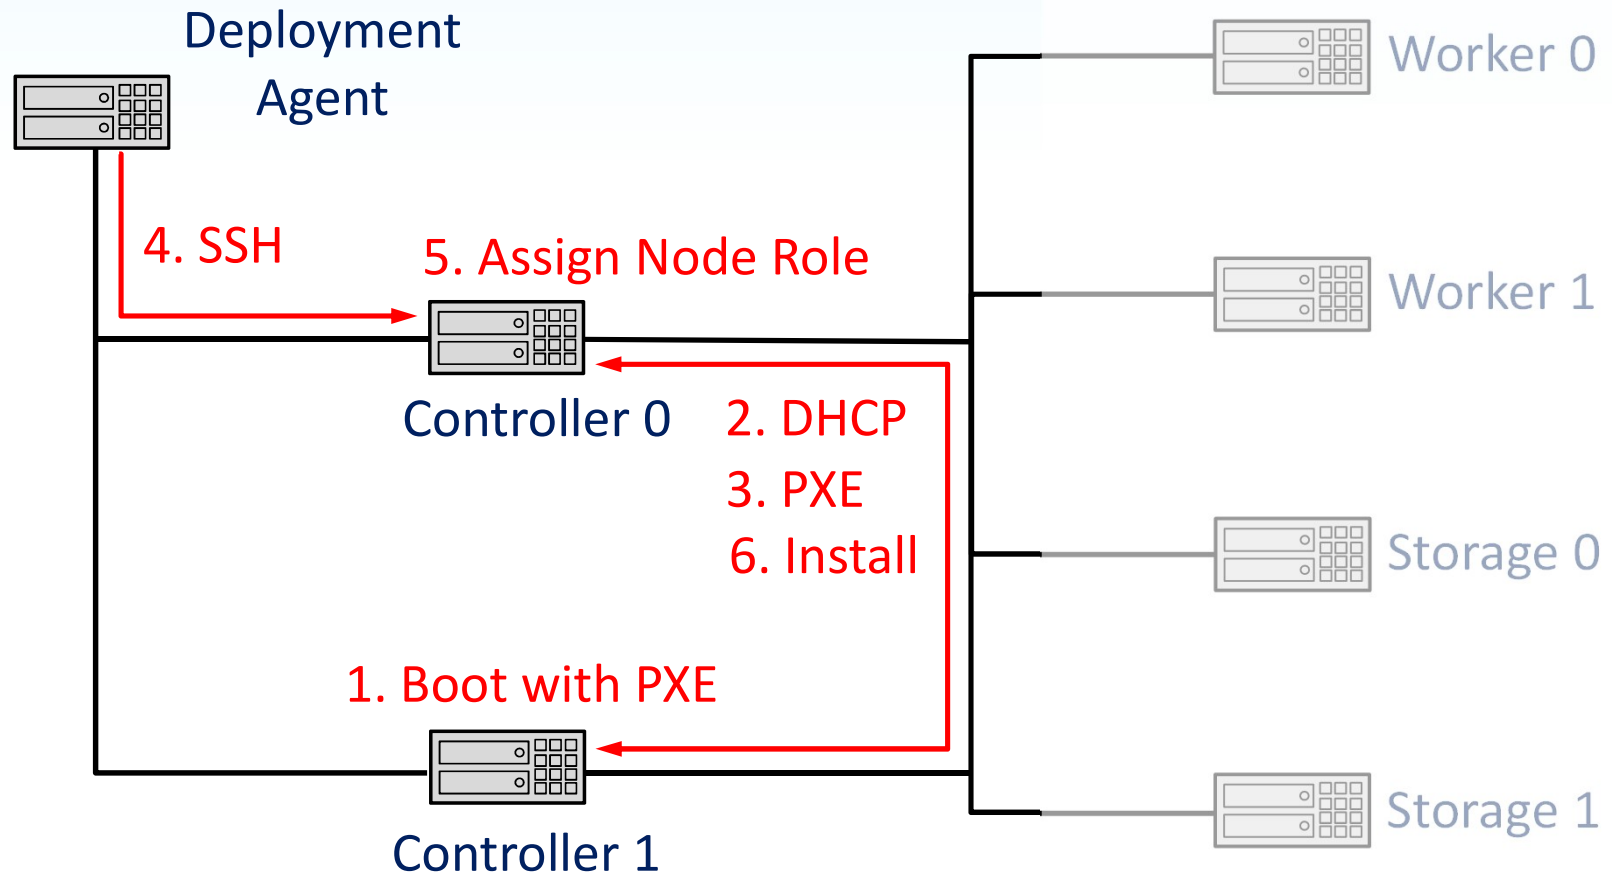 Deployment
Agent
Worker 0
4. SSH
5. Assign Node Role
Worker 1
Controller 0
2. DHCP
3. PXE
6. Install
Storage 0
1. Boot with PXE
Controller 1
Storage 1